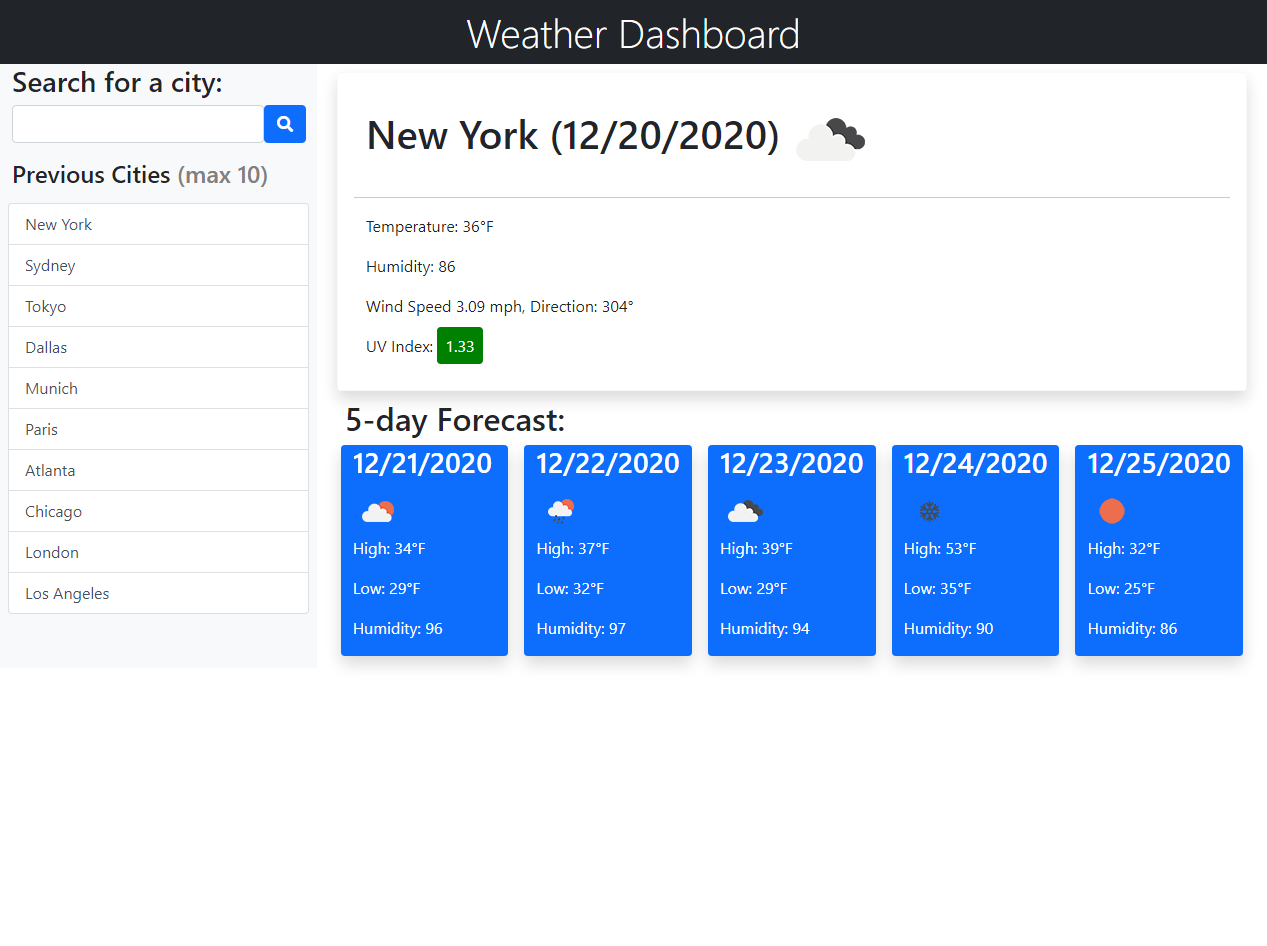 Weather Dashboard
Search for a city:
Previous Cities (max 10)
New York
Sydney
Tokyo
Dallas
Munich
Paris
Atlanta
Chicago
London
Los Angeles
New York (12/20/2020)
Temperature: 36°F
Humidity: 86
Wind Speed 3.09 mph, Direction: 304°
UV Index: 1.33
5-day Forecast:
12/21/2020
High: 34°F
Low: 29°F
Humidity: 96
12/22/2020
High: 37°F
Low: 32°F
Humidity: 97
12/23/2020
High: 39°F
Low: 29°F
Humidity: 94
12/24/2020
High: 53°F
Low: 35°F
Humidity: 90
12/25/2020
High: 32°F
Low: 25°F
Humidity: 86